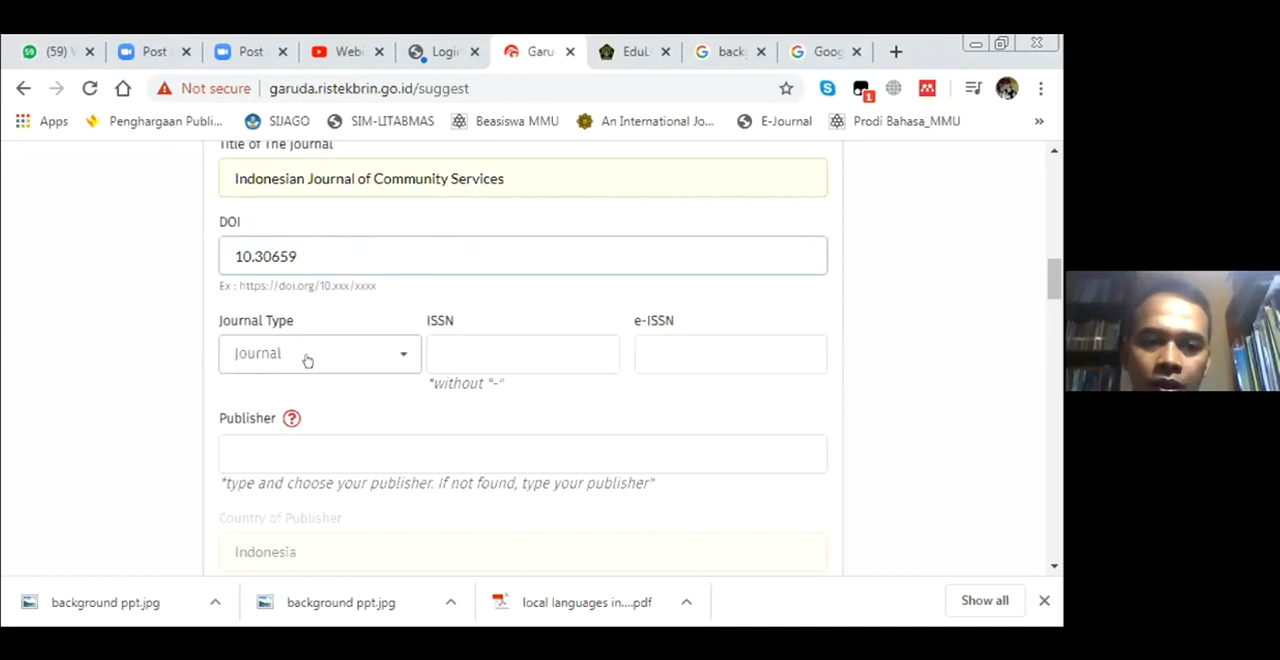 (59) Post Post Web Login Garu EduL back Goog
Not secure garuda.ristekbrin.go.id/suggest 1
Apps Penghargaan Publi... SIJAGO SIM-LITABMAS Beasiswa MMU An International Jo... E-Journal Prodi Bahasa_MMU »
Title of The Journal
Indonesian Journal of Community Services
DOI
10.30659
Ex : https://doi.org/10.xxx/xxxx
Journal Type ISSN e-ISSN
Journal
*without "-"
Publisher ?
*type and choose your publisher. If not found, type your publisher"
Country of Publisher
Indonesia
background ppt.jpg background ppt.jpg local languages in....pdf Show all